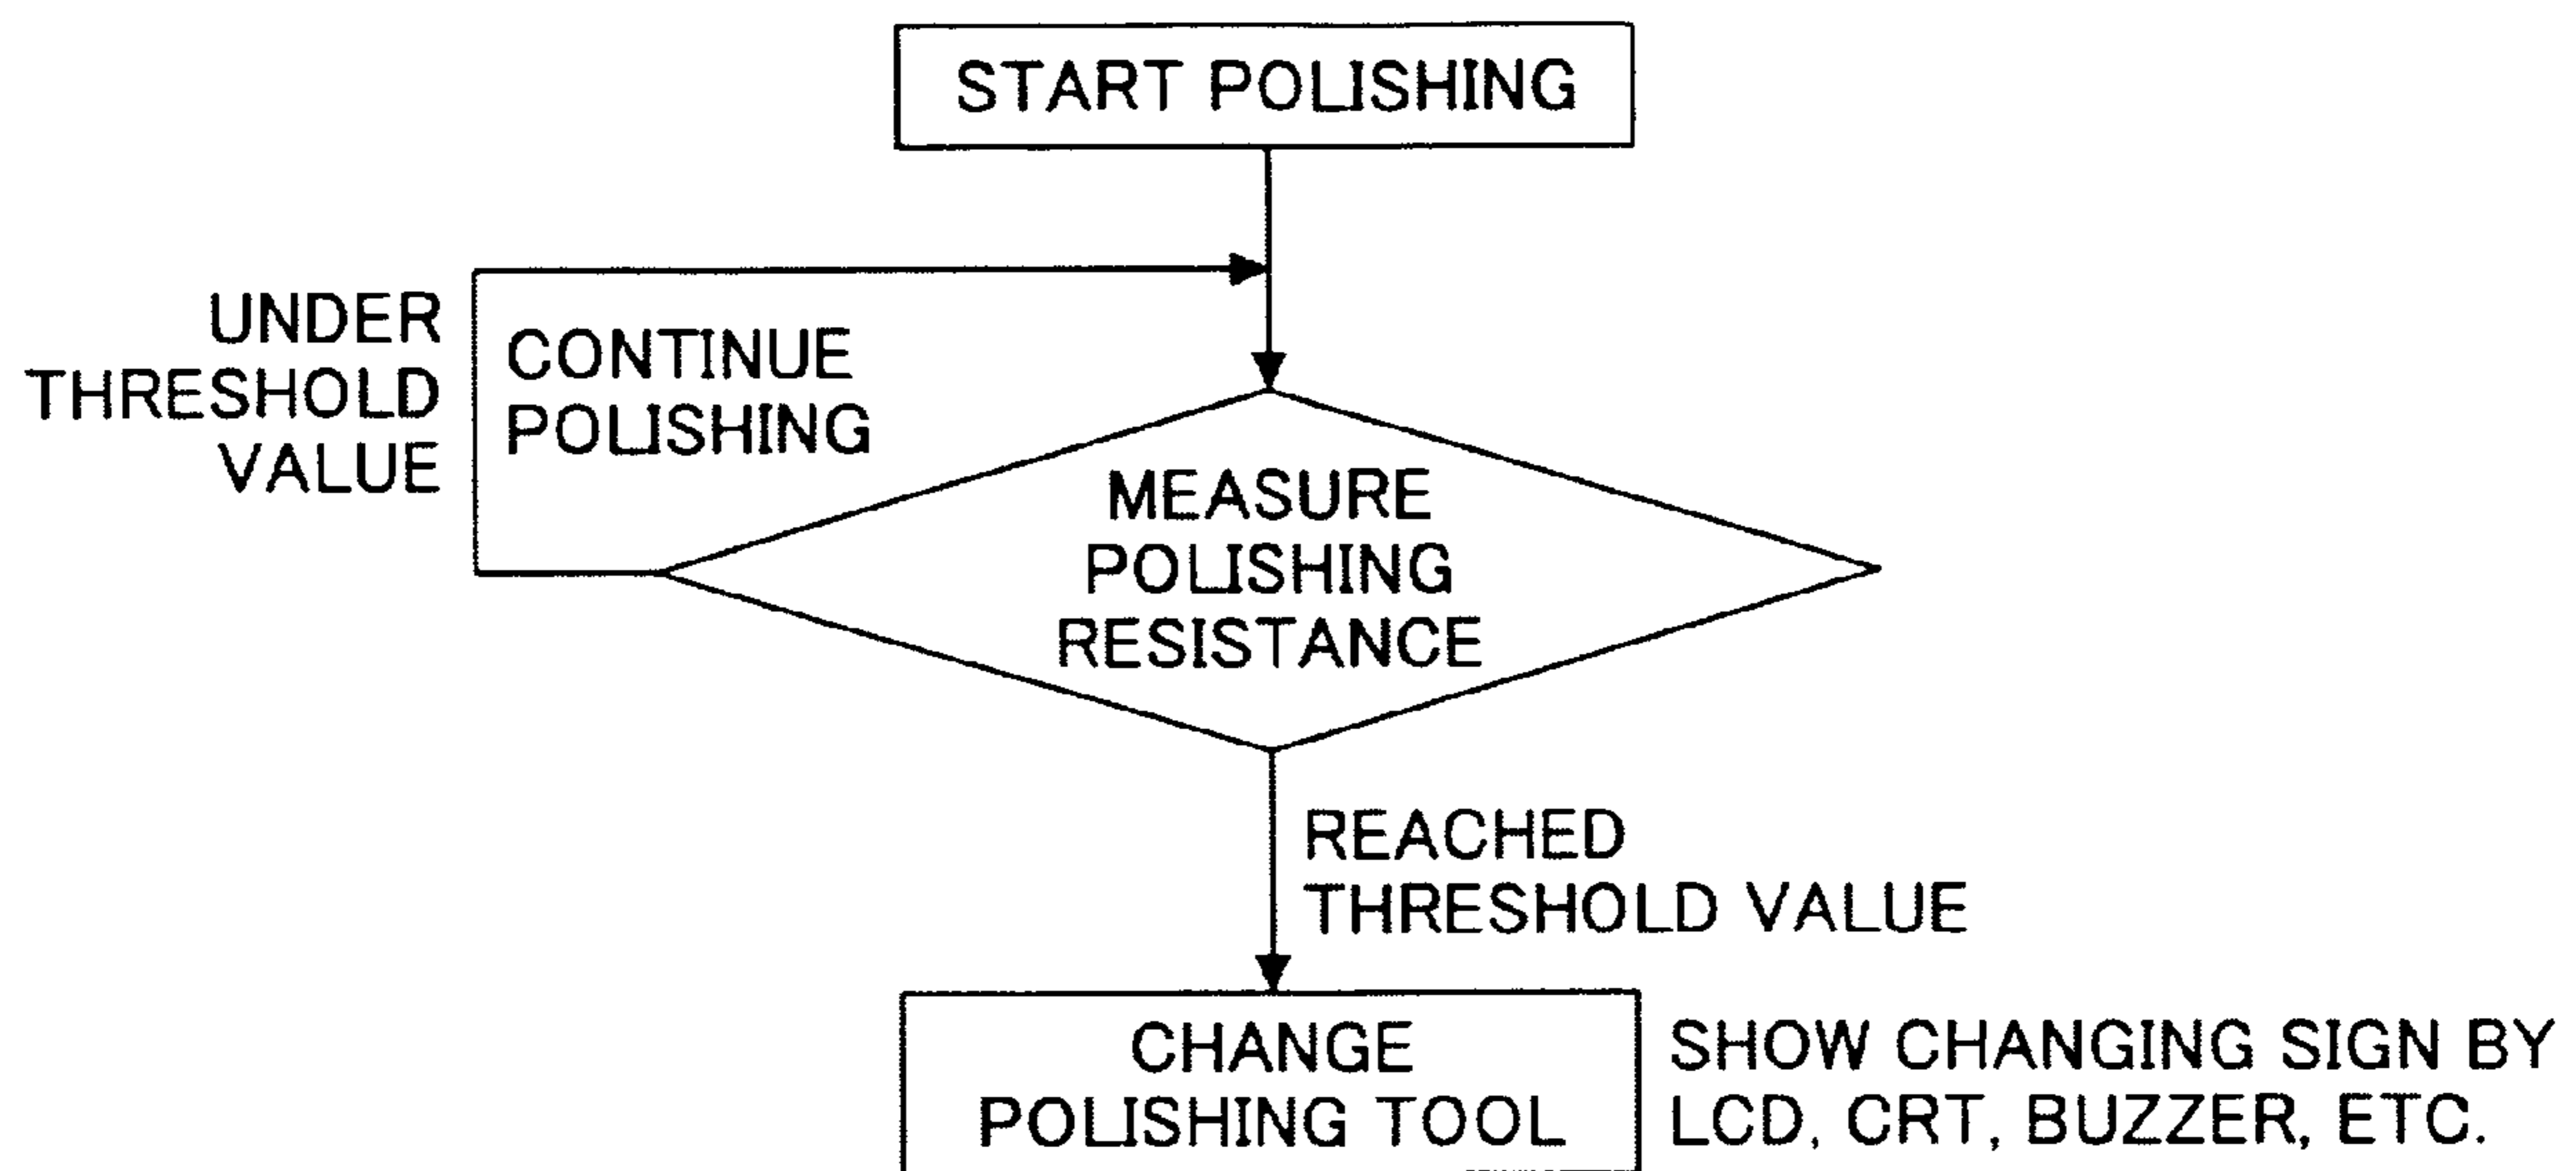 START POLISHING
UNDER
THRESHOLD
VALUE
CONTINUE
POLISHING
MEASURE
POLISHING
RESISTANCE
REACHED
THRESHOLD VALUE
CHANGE
POLISHING TOOL
SHOW CHANGING SIGN BY
LCD, CRT, BUZZER, ETC.